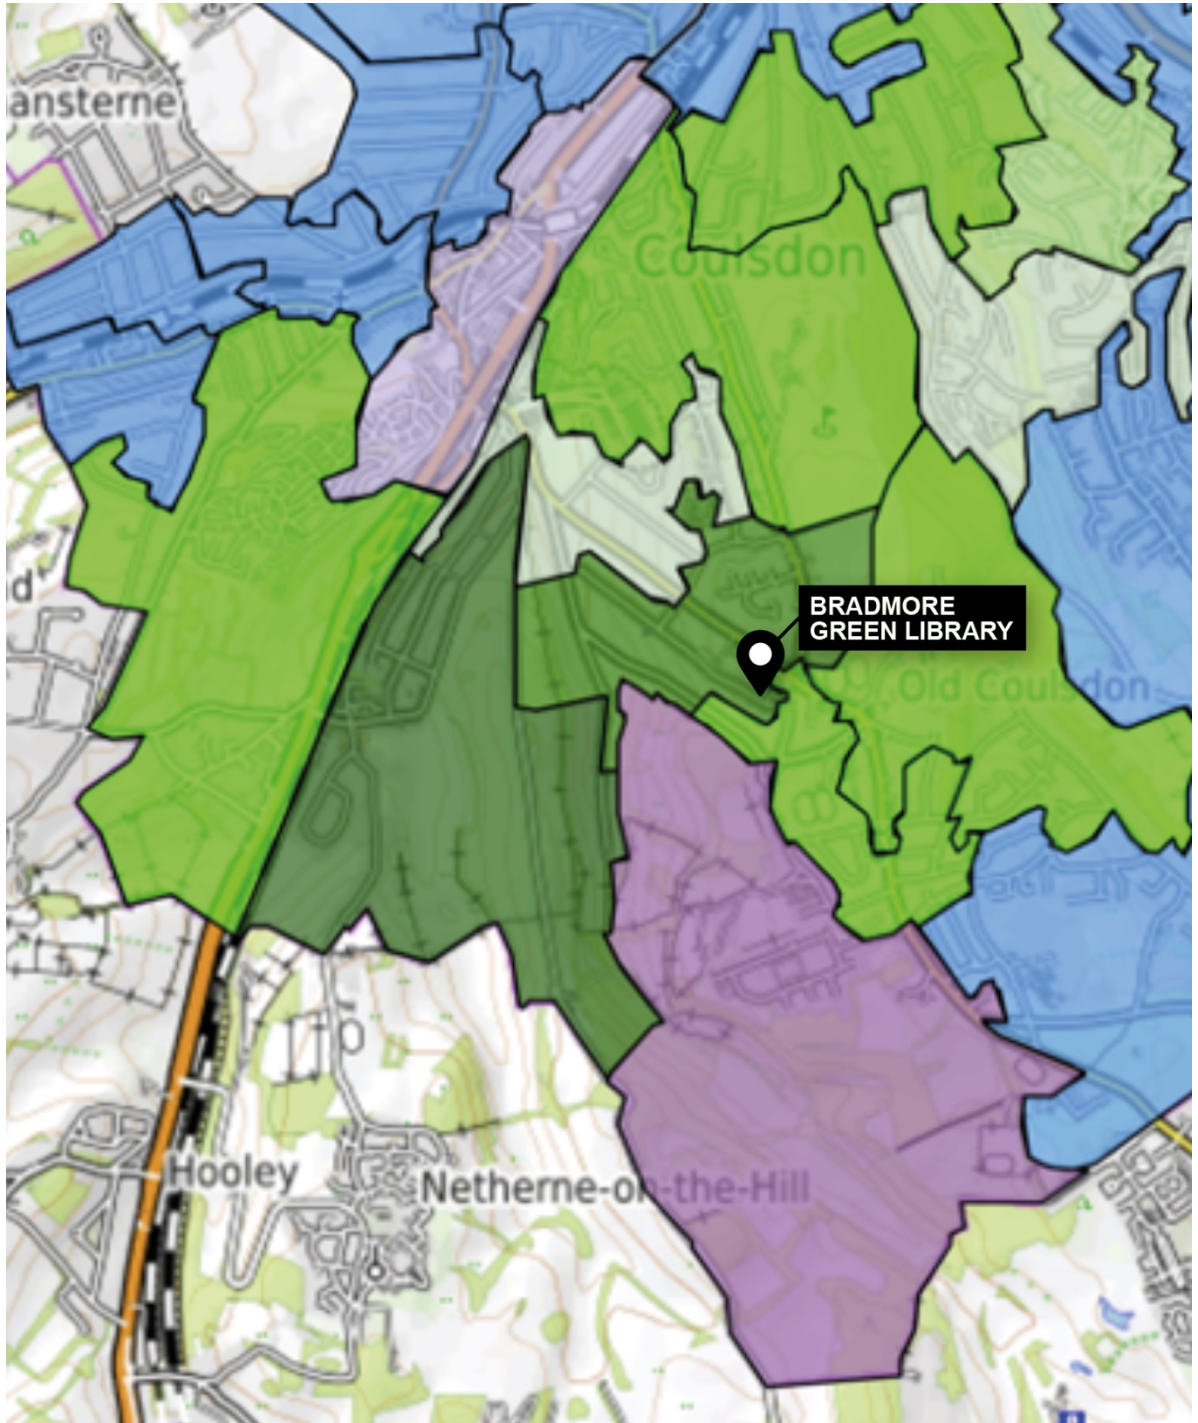 ansterne
Coulsdon
d
BRADMORE
GREEN LIBRARY
Old Coulsdon
Hooley
Netherne-on-the-Hill